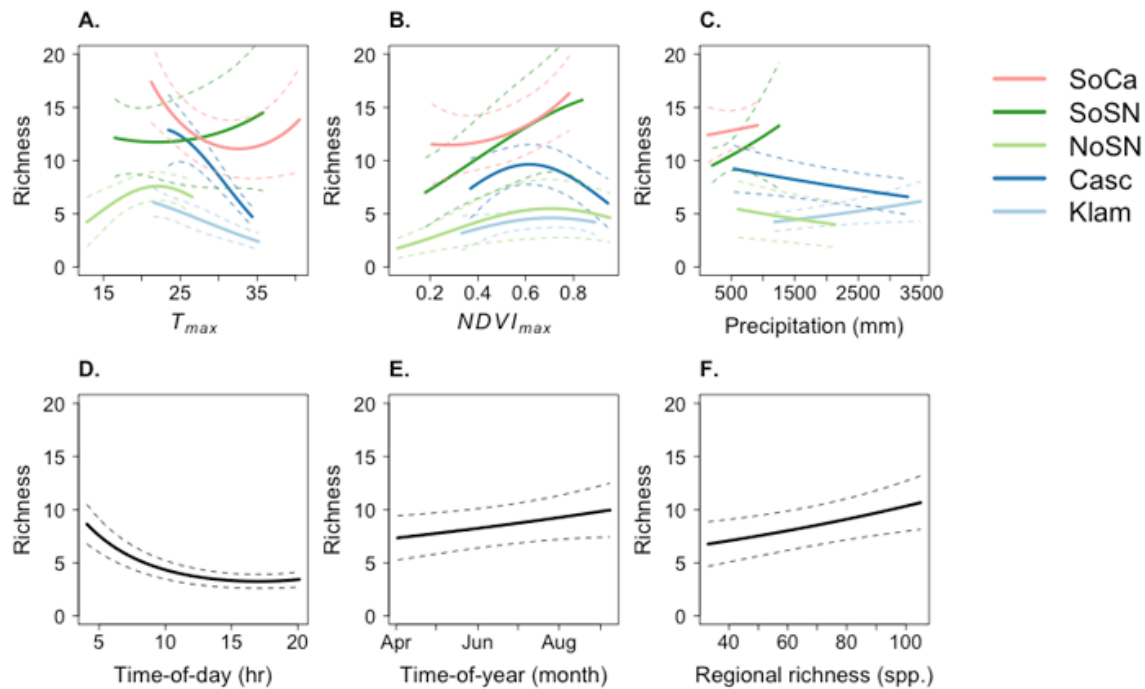 A.
B.
C.
Richness
20
15
10
5
0
15
25
35
Tmax
Richness
20
15
10
5
0
0.2
0.4
0.6
0.8
NDVImax
Richness
20
15
10
5
0
500
1500
2500
3500
Precipitation (mm)
SoCa
SoSN
NoSN
Casc
Klam
D.
E.
F.
Richness
20
15
10
5
0
5
10
15
20
Time-of-day (hr)
Richness
20
15
10
5
0
Apr
Jun
Aug
Time-of-year (month)
Richness
20
15
10
5
0
40
60
80
100
Regional richness (spp.)